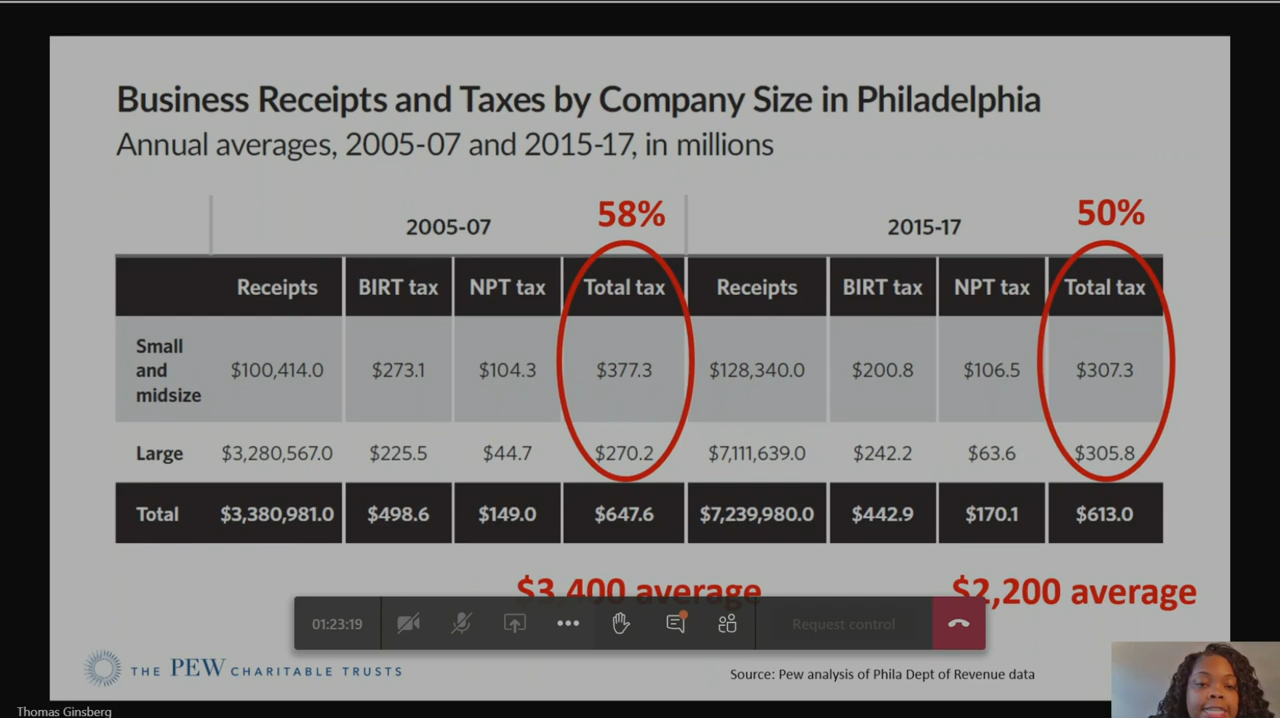 Business Receipts and Taxes by Company Size in Philadelphia
Annual averages, 2005-07 and 2015-17, in millions
2005-07 58% 2015-17 50%
Receipts BIRT tax NPT tax Total tax Receipts BIRT tax NPT tax Total tax
Small and midsize $100,414.0 $273.1 $104.3 $377.3 $128,340.0 $200.8 $106.5 $307.3
Large $3,280,567.0 $225.5 $44.7 $270.2 $7,111,639.0 $242.2 $63.6 $305.8
Total $3,380,981.0 $498.6 $149.0 $647.6 $7,239,980.0 $442.9 $170.1 $613.0
$3,400 average $2,200 average
01:23:19 Request control
THE PEW CHARITABLE TRUSTS
Source: Pew analysis of Phila Dept of Revenue data
Thomas Ginsberg